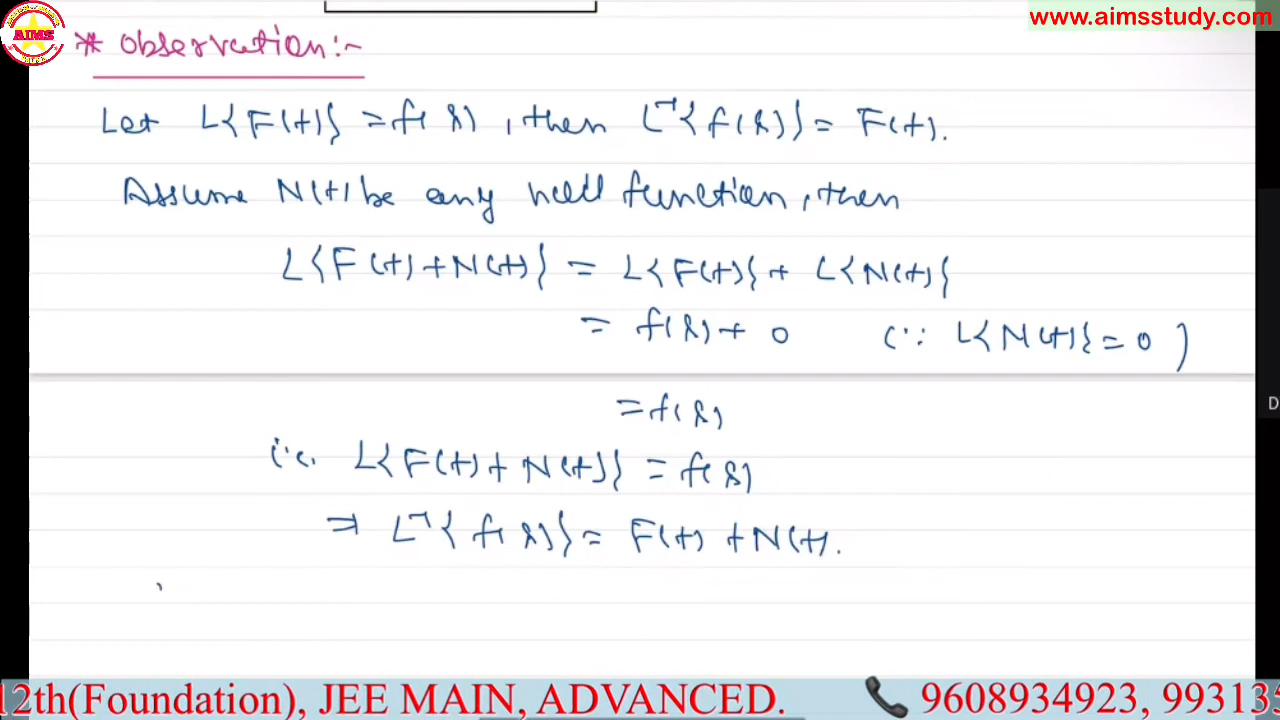 AIMS
www.aimsstudy.com
* Observation:-
Let L{F(t)} = f(s), then L⁻¹{f(s)} = F(t).
Assume N(t) be any null function, then
L{F(t)+N(t)} = L{F(t)} + L{N(t)}
= f(s) + 0 (∵ L{N(t)} = 0)
= f(s)
i.e. L{F(t) + N(t)} = f(s)
⇒ L⁻¹{f(s)} = F(t) + N(t).
D
12th(Foundation), JEE MAIN, ADVANCED. 9608934923, 993135